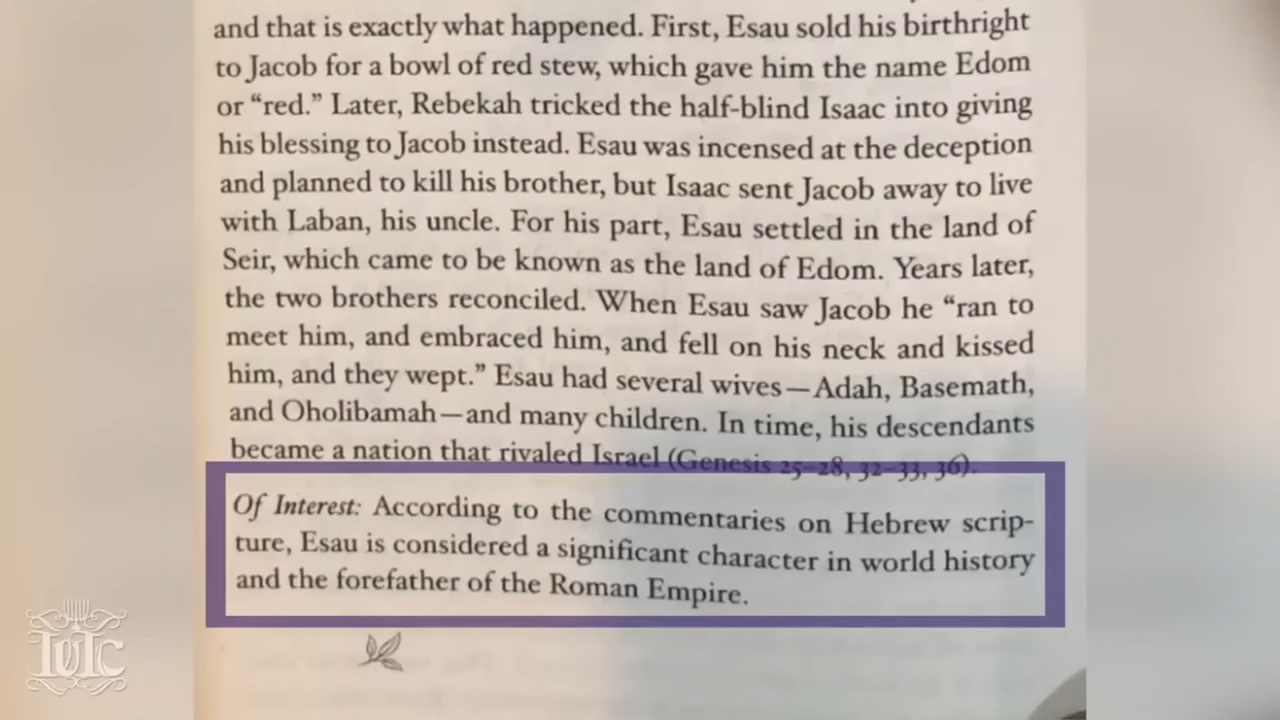 and that is exactly what happened. First, Esau sold his birthright
to Jacob for a bowl of red stew, which gave him the name Edom
or “red.” Later, Rebekah tricked the half-blind Isaac into giving
his blessing to Jacob instead. Esau was incensed at the deception
and planned to kill his brother, but Isaac sent Jacob away to live
with Laban, his uncle. For his part, Esau settled in the land of
Seir, which came to be known as the land of Edom. Years later,
the two brothers reconciled. When Esau saw Jacob he “ran to
meet him, and embraced him, and fell on his neck and kissed
him, and they wept.” Esau had several wives—Adah, Basemath,
and Oholibamah—and many children. In time, his descendants
became a nation that rivaled Israel (Genesis 25–28, 32–33, 36).
Of Interest: According to the commentaries on Hebrew scrip-
ture, Esau is considered a significant character in world history
and the forefather of the Roman Empire.
IUIC